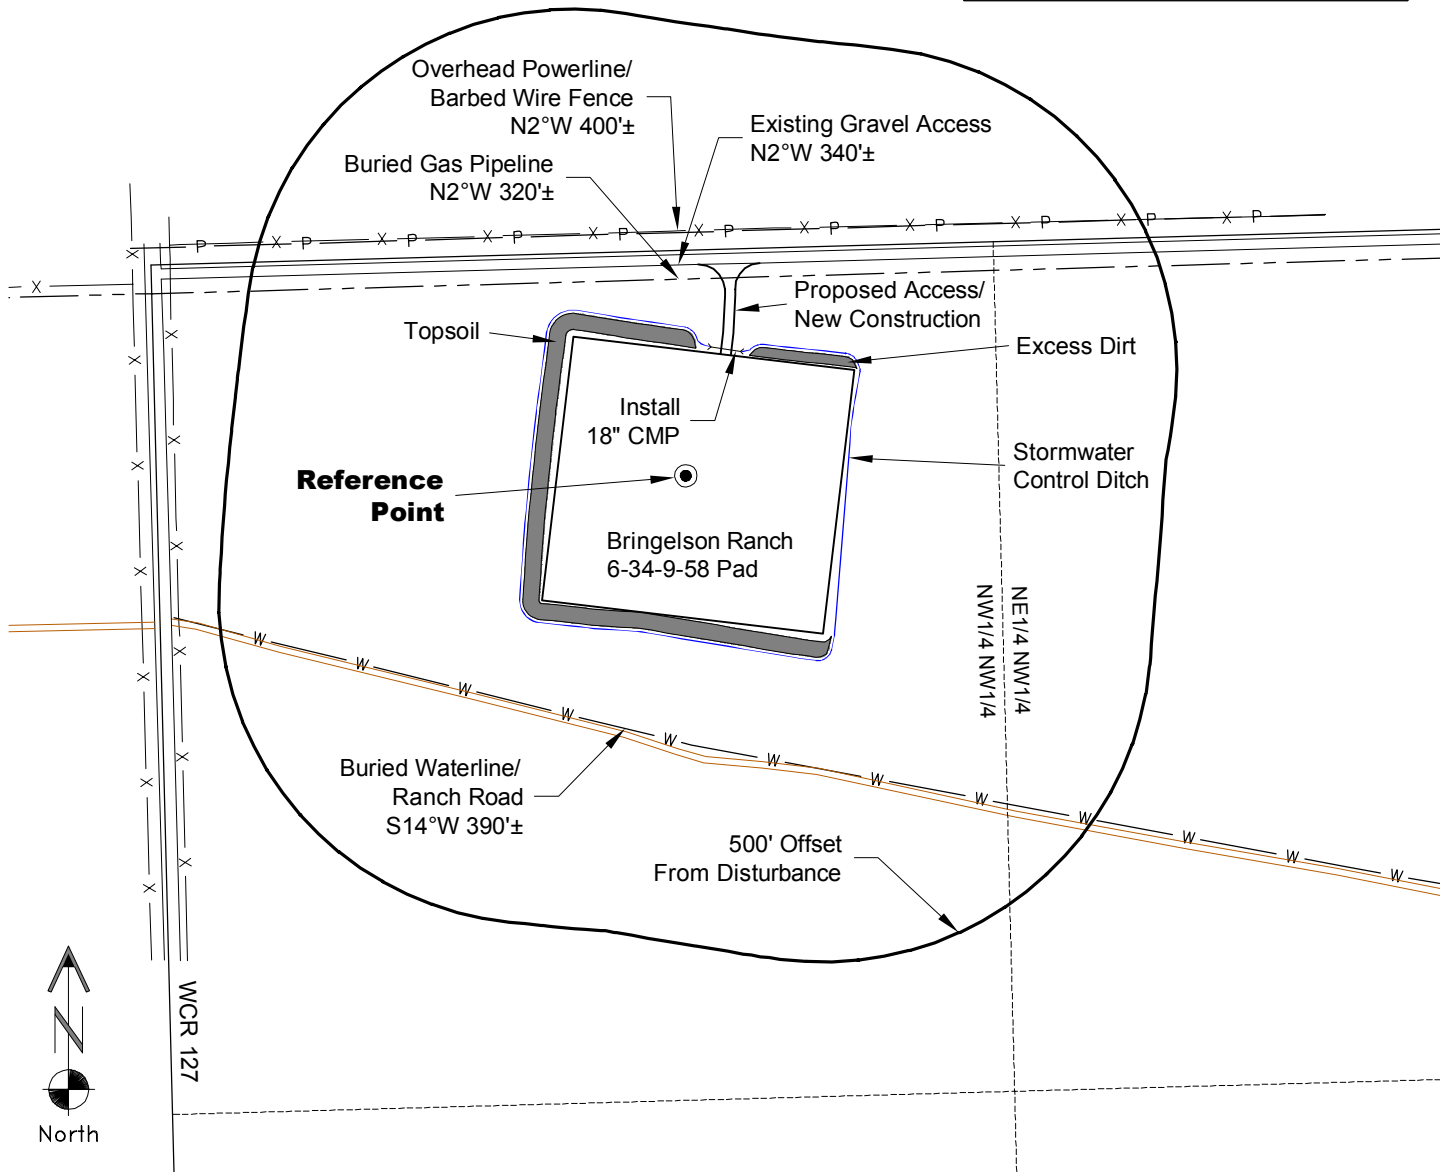 Overhead Powerline/
Barbed Wire Fence
N2°W 400'±
Existing Gravel Access
N2°W 340'±
Buried Gas Pipeline
N2°W 320'±
P X P X P X P X P X P X P X P X P X P
X
X
X X X X X X X X X X X X
Proposed Access/
New Construction
Topsoil
Excess Dirt
Install
18" CMP
Stormwater
Control Ditch
Reference
Point
Bringelson Ranch
6-34-9-58 Pad
NW1/4 NW1/4
NE1/4 NW1/4
W W W W W W W W W W W W
Buried Waterline/
Ranch Road
S14°W 390'±
500' Offset
From Disturbance
WCR 127
N
North